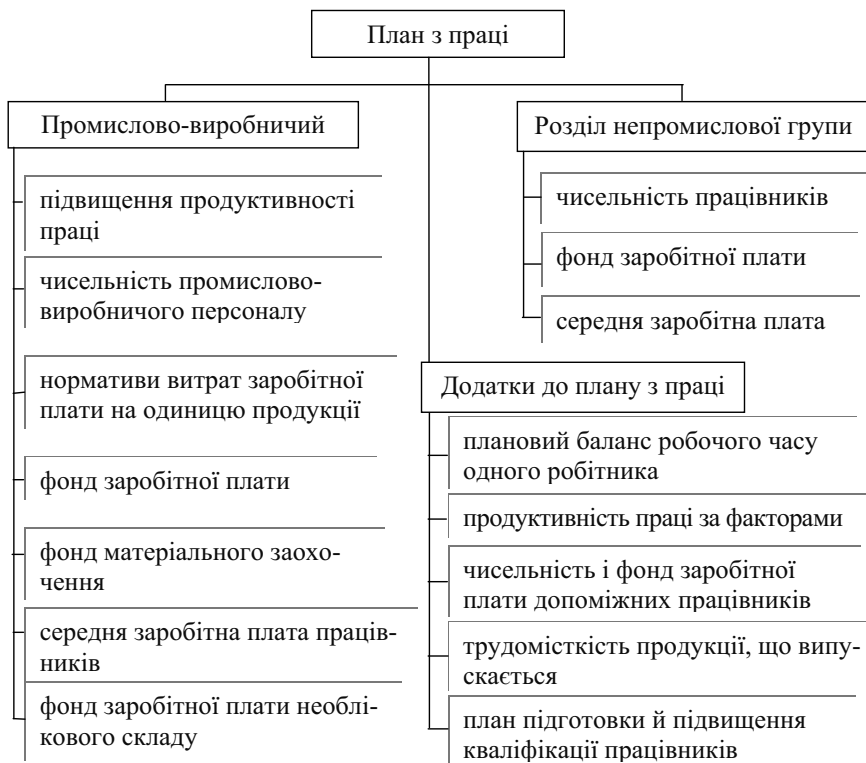 План з праці
Промислово-виробничий
підвищення продуктивності
праці
чисельність промислово-
виробничого персоналу
нормативи витрат заробітної
плати на одиницю продукції
фонд заробітної плати
фонд матеріального заохо-
чення
середня заробітна плата праців-
ників
фонд заробітної плати необлі-
кового складу
Розділ непромислової групи
чисельність працівників
фонд заробітної плати
середня заробітна плата
Додатки до плану з праці
плановий баланс робочого часу
одного робітника
продуктивність праці за факторами
чисельність і фонд заробітної
плати допоміжних працівників
трудомісткість продукції, що випу-
скається
план підготовки й підвищення
кваліфікації працівників